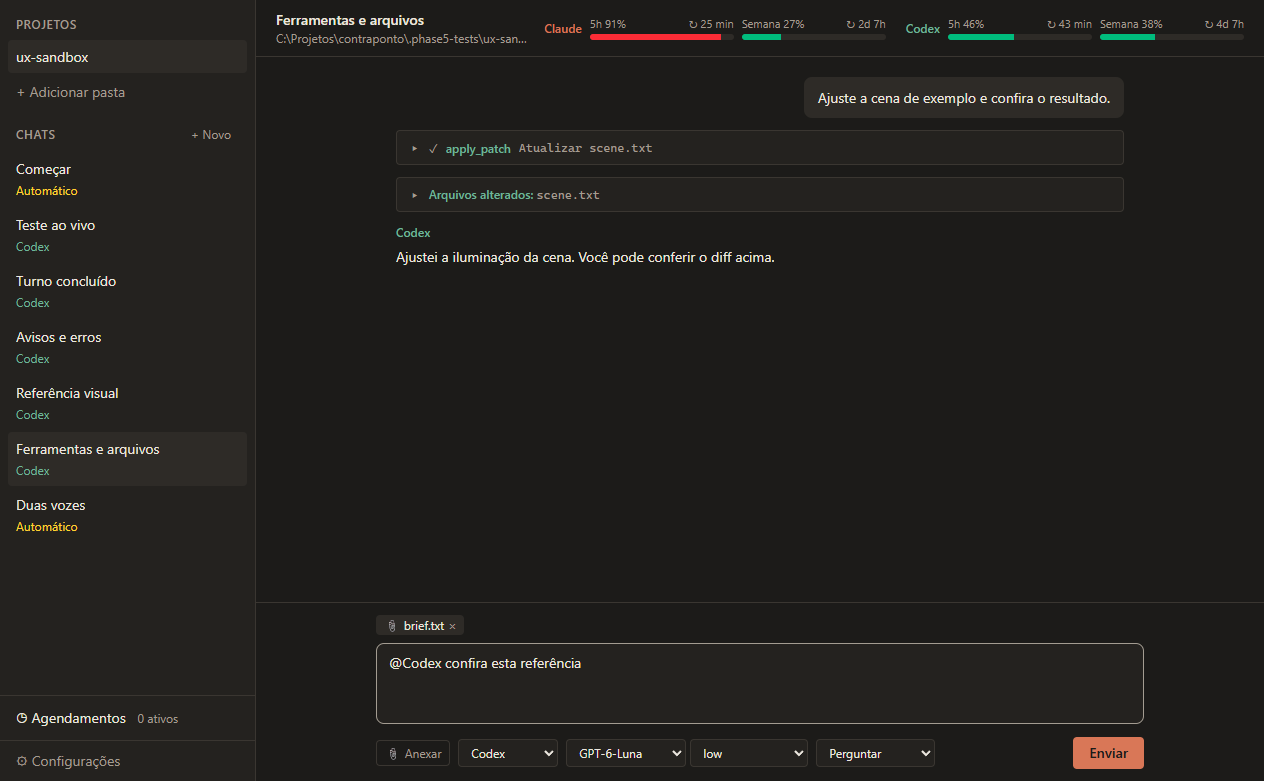 PROJETOS
ux-sandbox
+ Adicionar pasta
CHATS + Novo
Começar
Automático
Teste ao vivo
Codex
Turno concluído
Codex
Avisos e erros
Codex
Referência visual
Codex
Ferramentas e arquivos
Codex
Duas vozes
Automático
Agendamentos 0 ativos
Configurações
Ferramentas e arquivos
C:\Projetos\contraponto\.phase5-tests\ux-san...
Claude 5h 91% ↻ 25 min Semana 27% ↻ 2d 7h Codex 5h 46% ↻ 43 min Semana 38% ↻ 4d 7h
Ajuste a cena de exemplo e confira o resultado.
▸ ✓ apply_patch Atualizar scene.txt
▸ Arquivos alterados: scene.txt
Codex
Ajustei a iluminação da cena. Você pode conferir o diff acima.
brief.txt ×
@Codex confira esta referência
Anexar Codex GPT-6-Luna low Perguntar Enviar